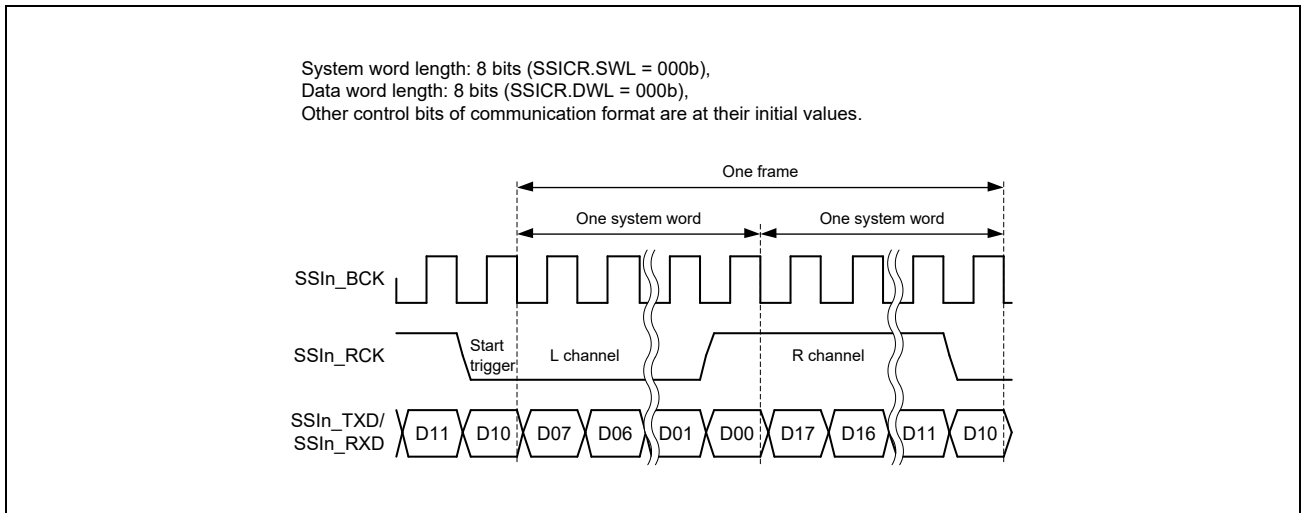 System word length: 8 bits (SSICR.SWL = 000b),
Data word length: 8 bits (SSICR.DWL = 000b),
Other control bits of communication format are at their initial values.
One frame
One system word One system word
SSIn_BCK
SSIn_RCK Start trigger L channel R channel
SSIn_TXD/
SSIn_RXD D11 D10 D07 D06 D01 D00 D17 D16 D11 D10